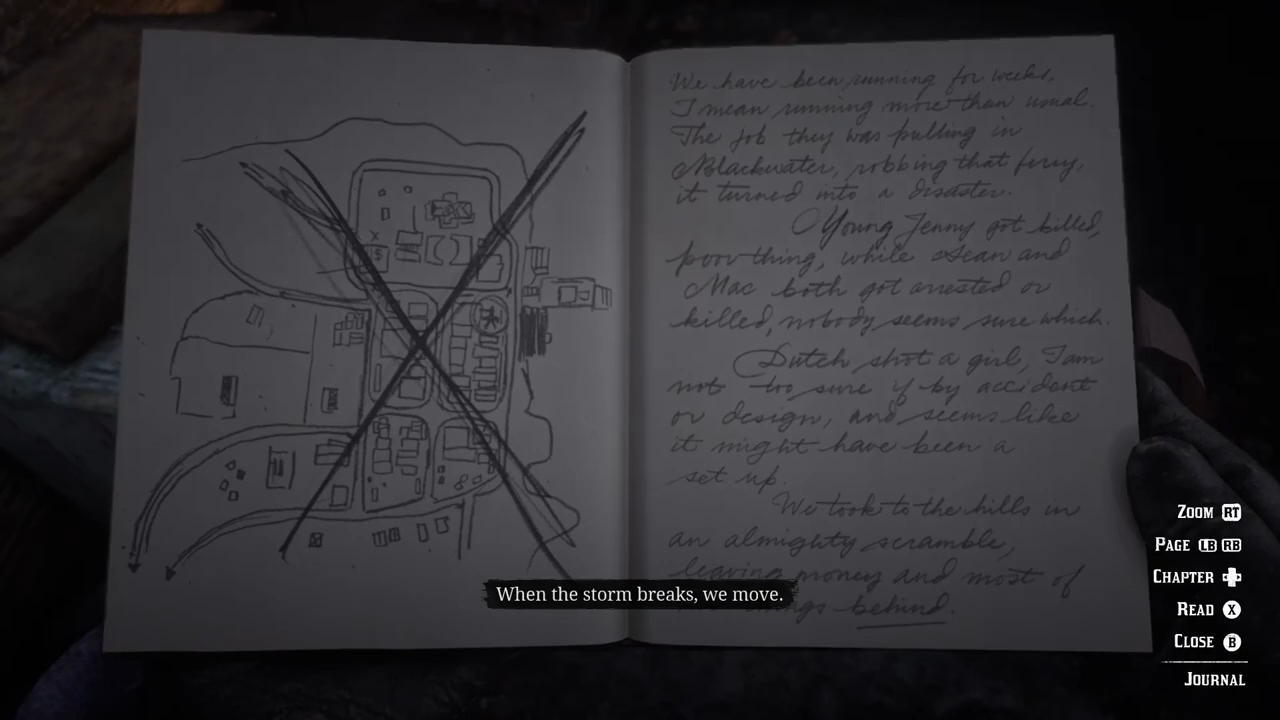 We have been running for weeks,
I mean running more than usual.
The job they was pulling in
Blackwater, robbing that ferry,
it turned into a disaster.
Young Jenny got killed,
poor thing, while Sean and
Mac both got arrested or
killed, nobody seems sure which.
Dutch shot a girl, I am
not too sure if by accident
or design, and seems like
it might have been a
set up.
We took to the hills in
an almighty scramble,
leaving money and most of
behind.
When the storm breaks, we move.
ZOOM RT
PAGE LB RB
CHAPTER
READ X
CLOSE B
JOURNAL